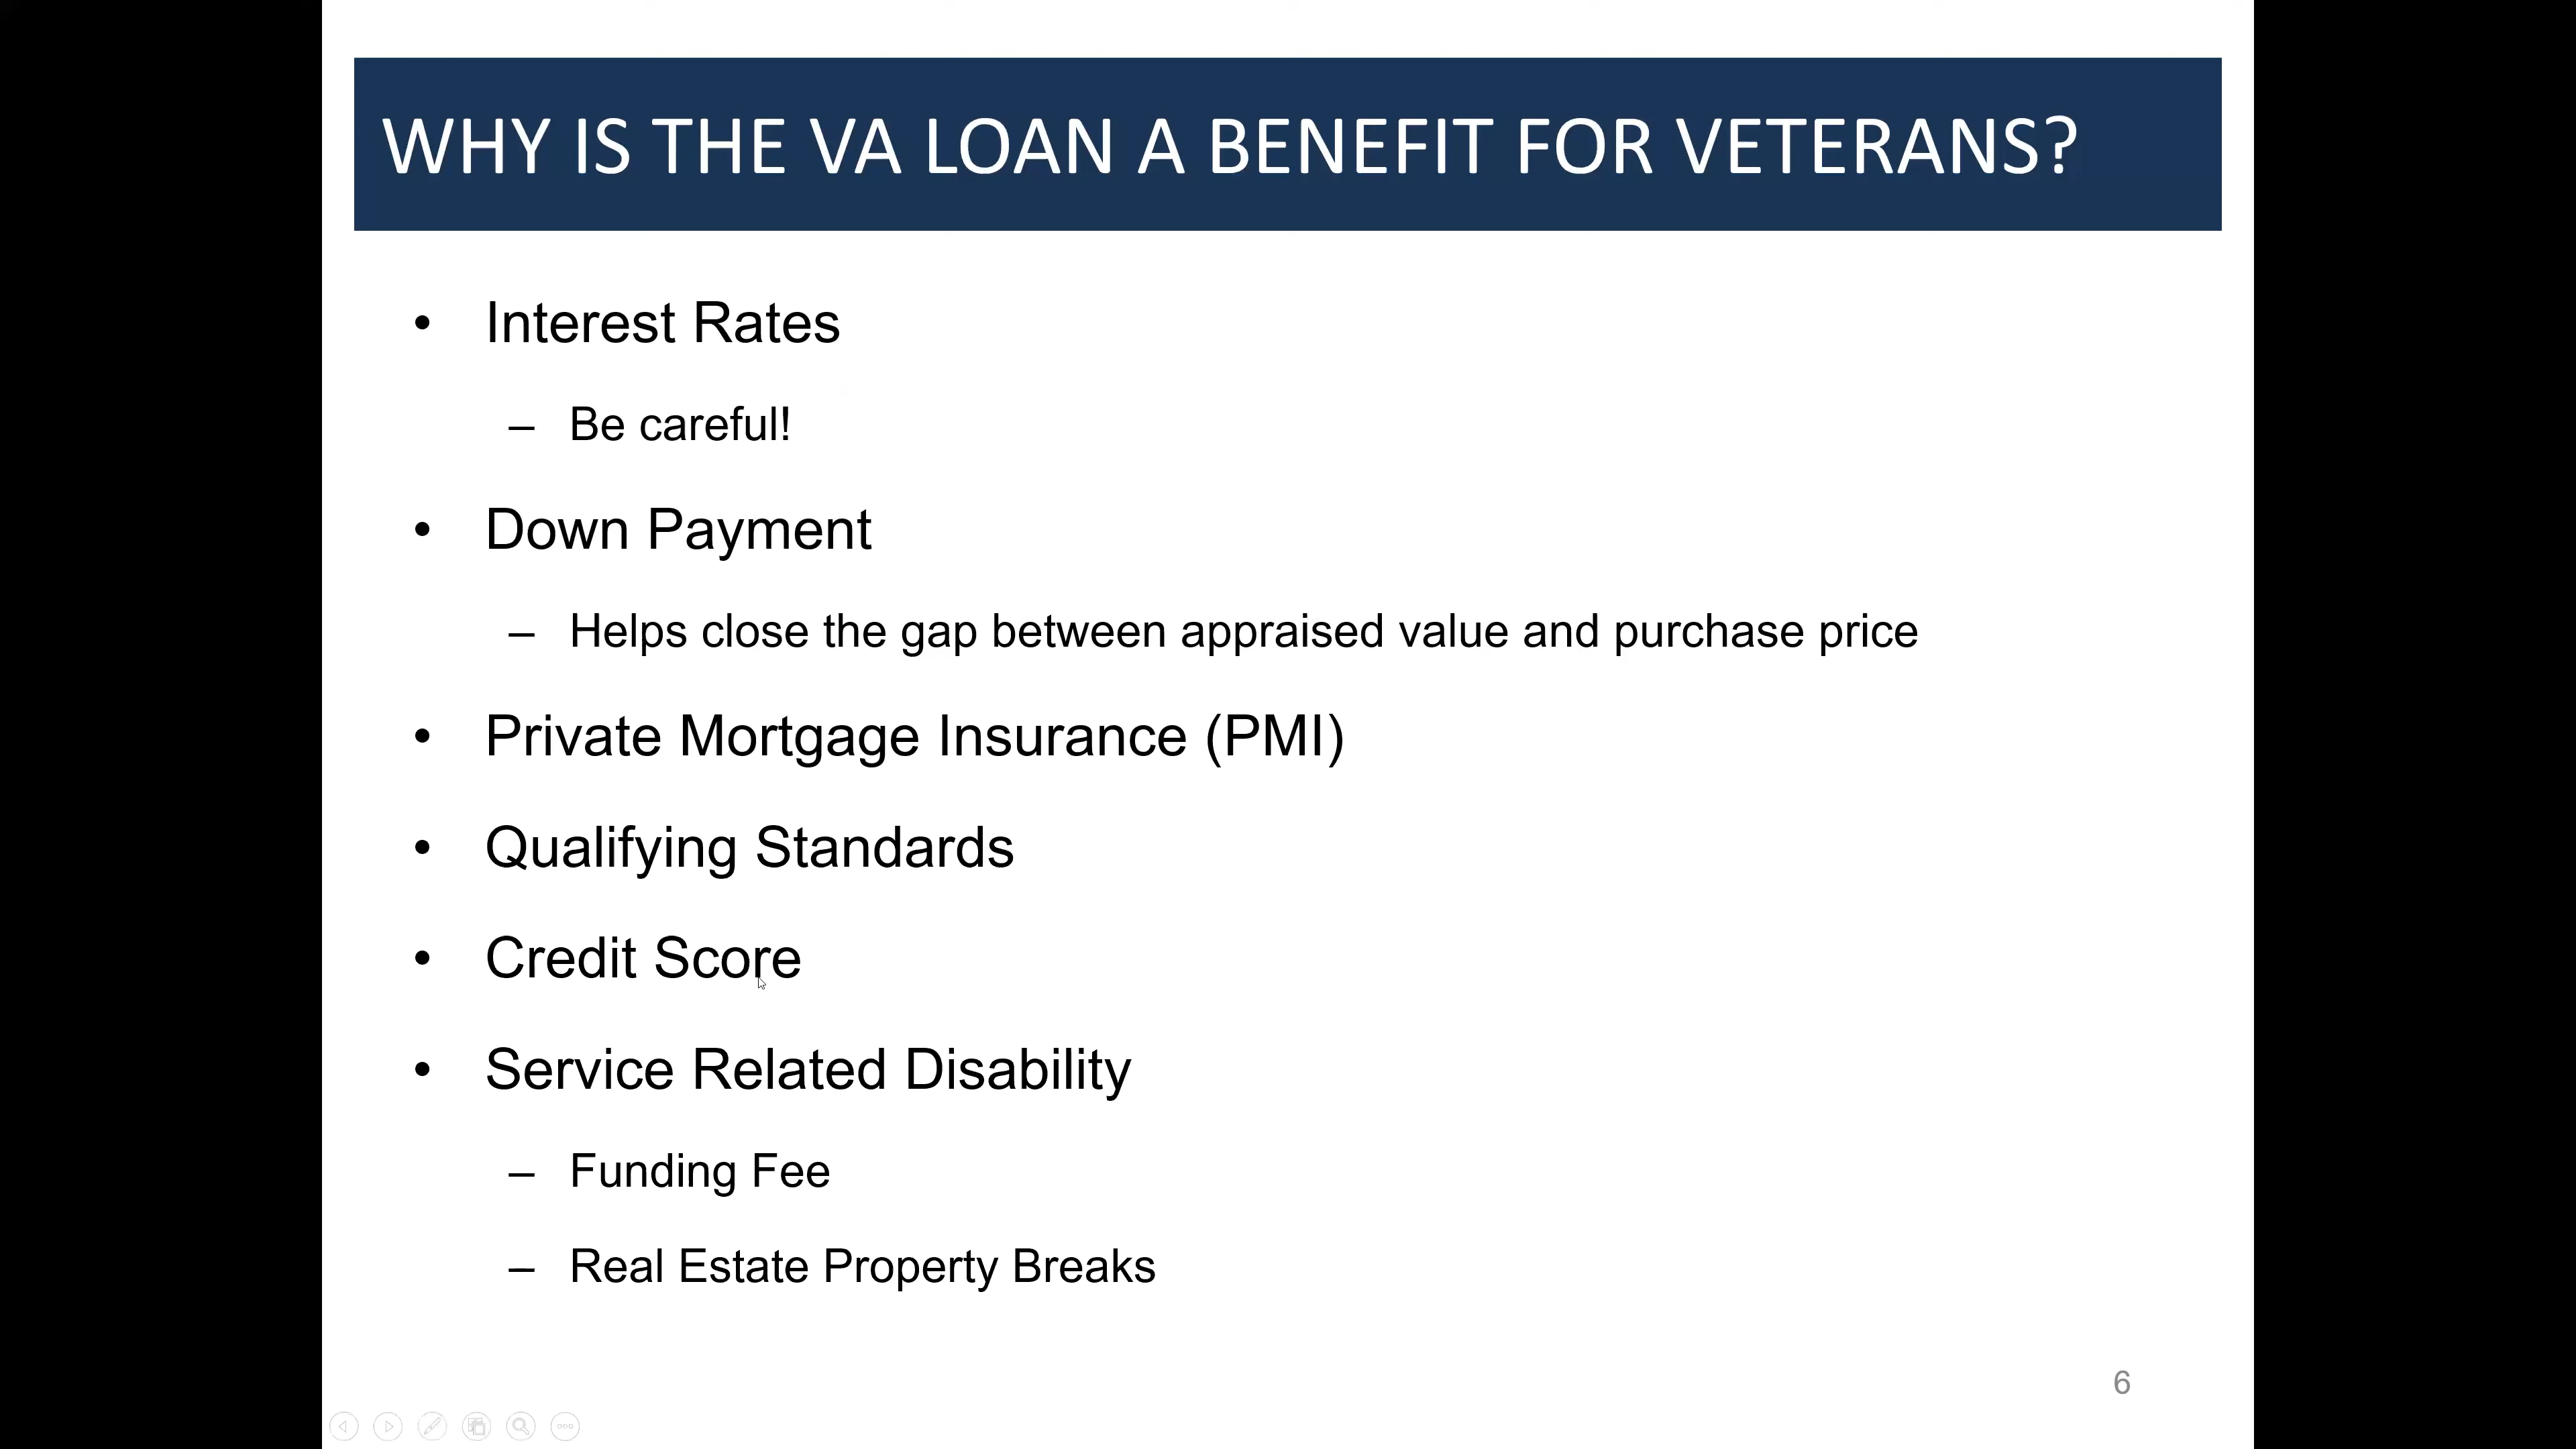 WHY IS THE VA LOAN A BENEFIT FOR VETERANS?
• Interest Rates
– Be careful!
• Down Payment
– Helps close the gap between appraised value and purchase price
• Private Mortgage Insurance (PMI)
• Qualifying Standards
• Credit Score
• Service Related Disability
– Funding Fee
– Real Estate Property Breaks
6